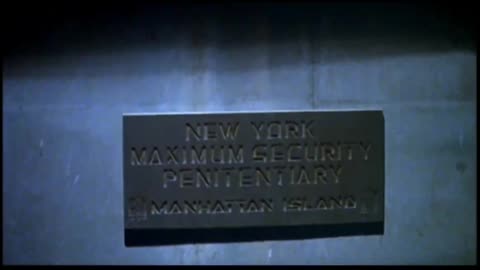 NEW YORK
MAXIMUM SECURITY
PENITENTIARY
MANHATTAN ISLAND